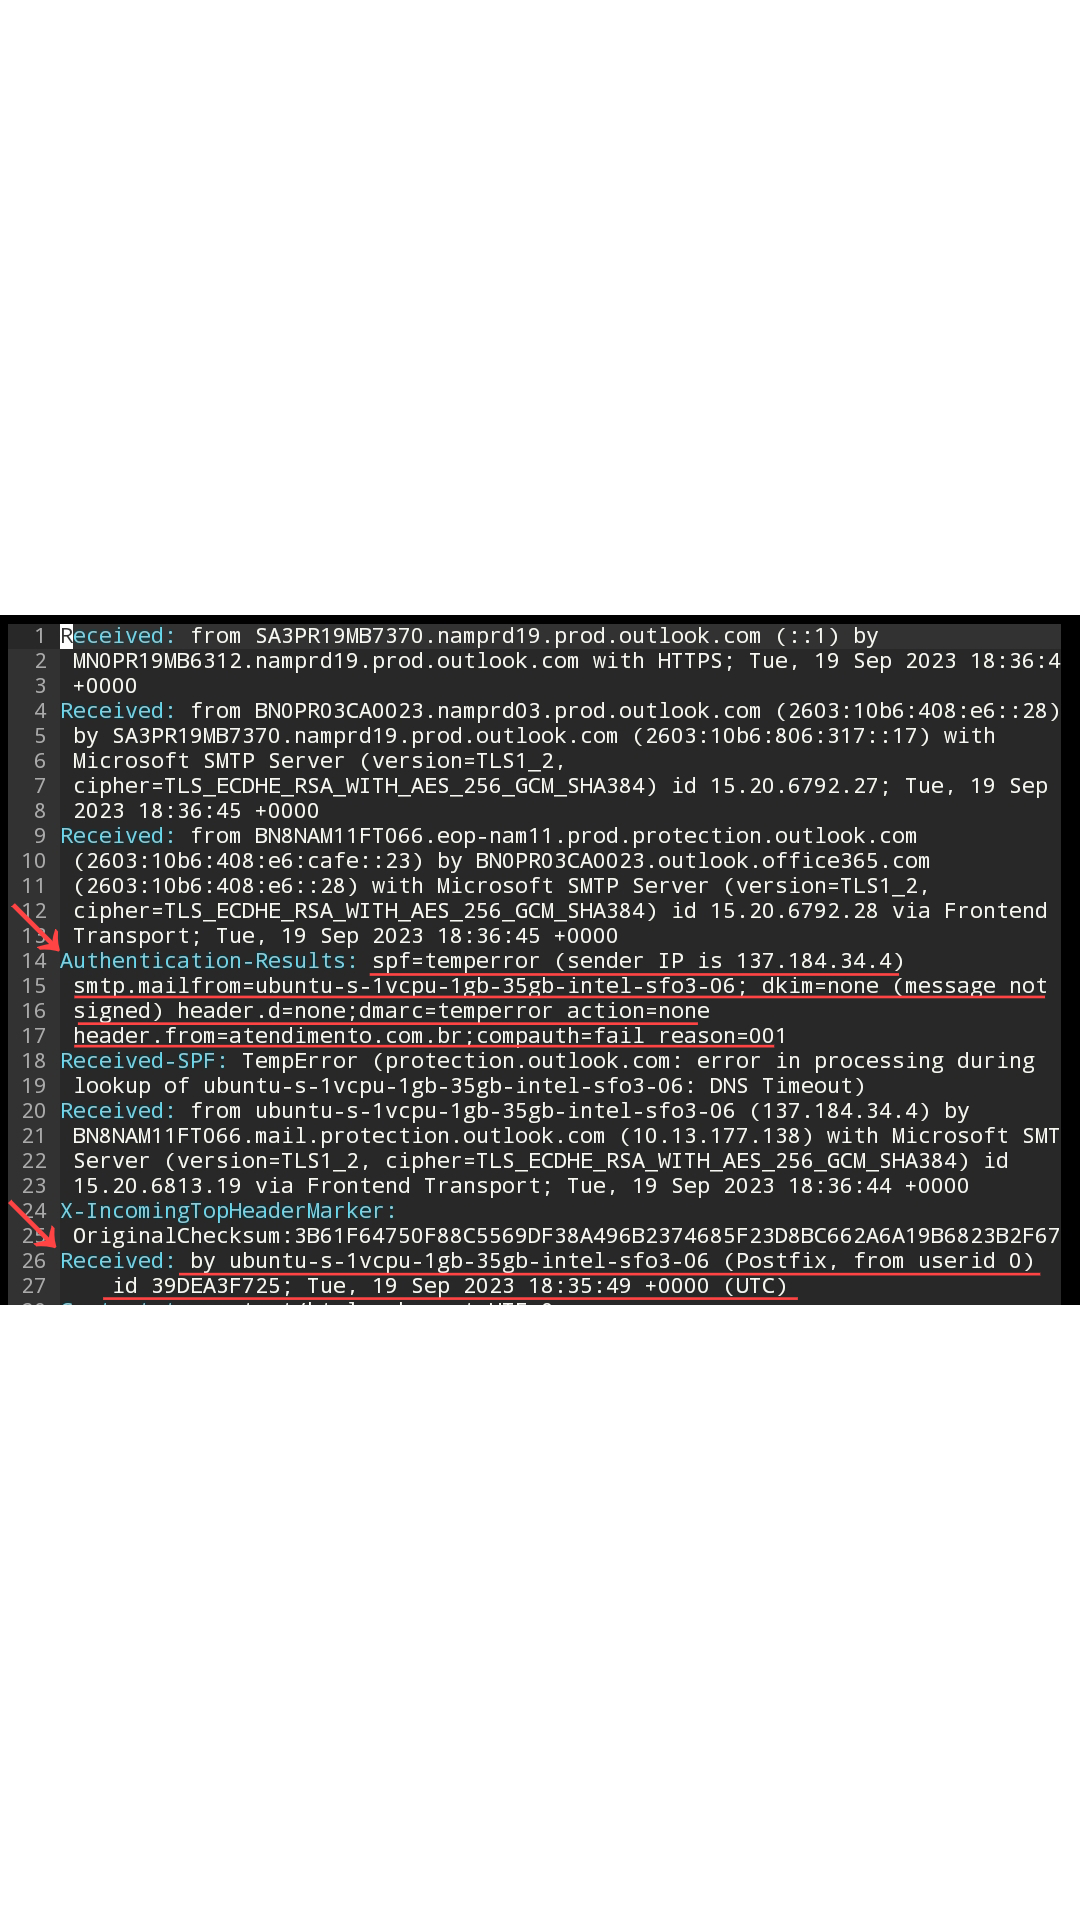 1 Received: from SA3PR19MB7370.namprd19.prod.outlook.com (::1) by
2 MN0PR19MB6312.namprd19.prod.outlook.com with HTTPS; Tue, 19 Sep 2023 18:36:4
3 +0000
4 Received: from BN0PR03CA0023.namprd03.prod.outlook.com (2603:10b6:408:e6::28)
5 by SA3PR19MB7370.namprd19.prod.outlook.com (2603:10b6:806:317::17) with
6 Microsoft SMTP Server (version=TLS1_2,
7 cipher=TLS_ECDHE_RSA_WITH_AES_256_GCM_SHA384) id 15.20.6792.27; Tue, 19 Sep
8 2023 18:36:45 +0000
9 Received: from BN8NAM11FT066.eop-nam11.prod.protection.outlook.com
10 (2603:10b6:408:e6:cafe::23) by BN0PR03CA0023.outlook.office365.com
11 (2603:10b6:408:e6::28) with Microsoft SMTP Server (version=TLS1_2,
12 cipher=TLS_ECDHE_RSA_WITH_AES_256_GCM_SHA384) id 15.20.6792.28 via Frontend
13 Transport; Tue, 19 Sep 2023 18:36:45 +0000
14 Authentication-Results: spf=temperror (sender IP is 137.184.34.4)
15 smtp.mailfrom=ubuntu-s-1vcpu-1gb-35gb-intel-sfo3-06; dkim=none (message not
16 signed) header.d=none;dmarc=temperror action=none
17 header.from=atendimento.com.br;compauth=fail reason=001
18 Received-SPF: TempError (protection.outlook.com: error in processing during
19 lookup of ubuntu-s-1vcpu-1gb-35gb-intel-sfo3-06: DNS Timeout)
20 Received: from ubuntu-s-1vcpu-1gb-35gb-intel-sfo3-06 (137.184.34.4) by
21 BN8NAM11FT066.mail.protection.outlook.com (10.13.177.138) with Microsoft SMT
22 Server (version=TLS1_2, cipher=TLS_ECDHE_RSA_WITH_AES_256_GCM_SHA384) id
23 15.20.6813.19 via Frontend Transport; Tue, 19 Sep 2023 18:36:44 +0000
24 X-IncomingTopHeaderMarker:
25 OriginalChecksum:3B61F64750F88C5569DF38A496B2374685F23D8BC662A6A19B6823B2F67
26 Received: by ubuntu-s-1vcpu-1gb-35gb-intel-sfo3-06 (Postfix, from userid 0)
27 id 39DEA3F725; Tue, 19 Sep 2023 18:35:49 +0000 (UTC)